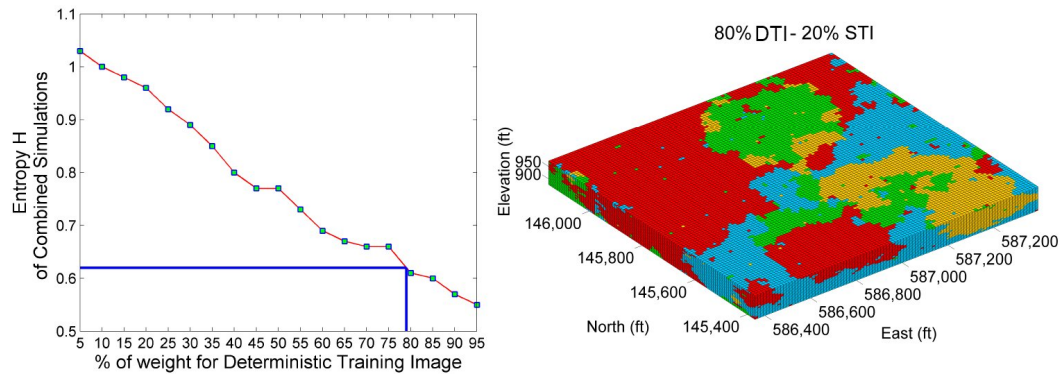 1.1
1
0.9
0.8
0.7
0.6
0.5
5 10 15 20 25 30 35 40 45 50 55 60 65 70 75 80 85 90 95
Entropy H
of Combined Simulations
% of weight for Deterministic Training Image
80% DTI - 20% STI
Elevation (ft)
950
900
146,000
145,800
145,600
145,400
North (ft)
586,400
586,600
586,800
587,000
587,200
East (ft)